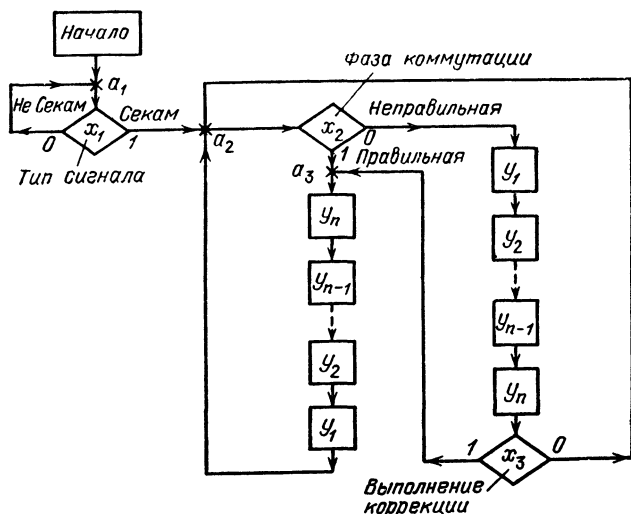 Начало
фаза коммутации
a₁
Не Секам
Секам
Неправильная
x₁
0
1
a₂
x₂
0
1
Тип сигнала
Правильная
a₃
y₁
yₙ
y₂
yₙ₋₁
yₙ₋₁
y₂
yₙ
y₁
1
x₃
0
Выполнение
коррекции